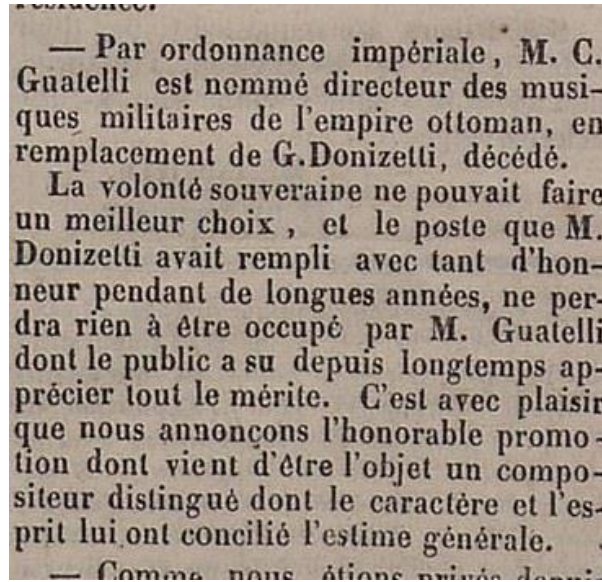 résidence.
— Par ordonnance impériale, M. C.
Guatelli est nommé directeur des musi-
ques militaires de l'empire ottoman, en
remplacement de G.Donizetti, décédé.
La volonté souveraine ne pouvait faire
un meilleur choix , et le poste que M.
Donizetti avait rempli avec tant d'hon-
neur pendant de longues années, ne per-
dra rien à être occupé par M. Guatelli
dont le public a su depuis longtemps ap-
précier tout le mérite. C'est avec plaisir
que nous annonçons l'honorable promo-
tion dont vient d'être l'objet un compo-
siteur distingué dont le caractère et l'es-
prit lui ont concilié l'estime générale.
— Comme nous étions privés depuis